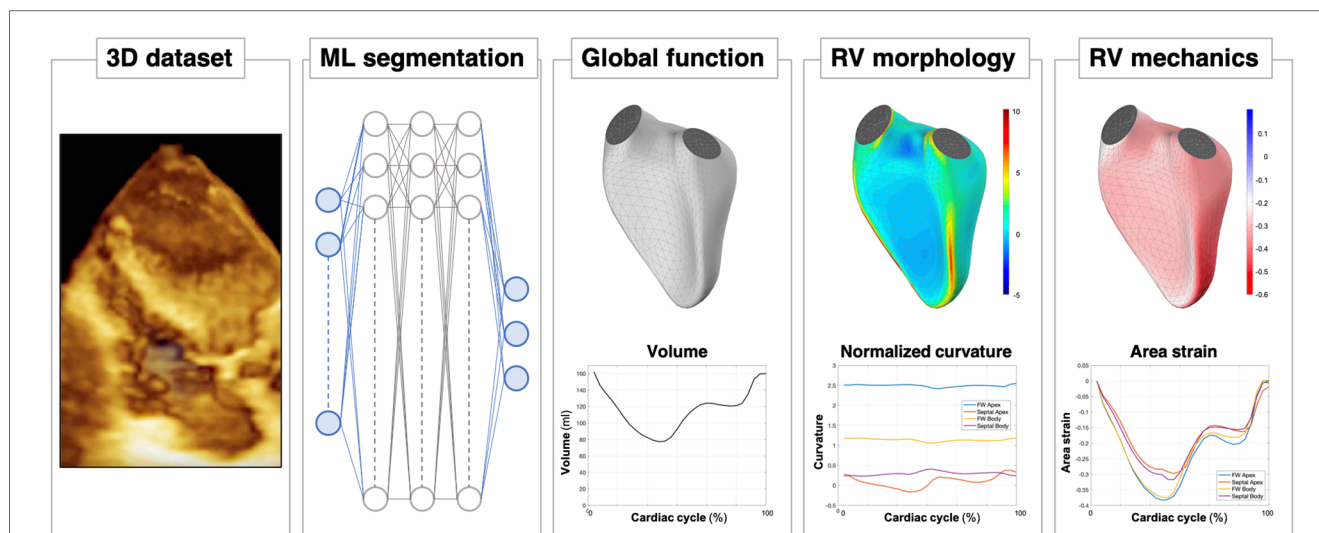 3D dataset
ML segmentation
Global function
RV morphology
RV mechanics
10
5
0
-5
0.1
0
-0.1
-0.2
-0.3
-0.4
-0.5
-0.6
Volume
160
140
120
100
80
60
40
20
0
Volume (ml)
0
100
Cardiac cycle (%)
Normalized curvature
3
2.5
2
1.5
1
0.5
0
-0.5
Curvature
FW Apex
Septal Apex
FW Body
Septal Body
0
100
Cardiac cycle (%)
Area strain
0.05
0
-0.05
-0.1
-0.15
-0.2
-0.25
-0.3
-0.35
-0.4
Area strain
FW Apex
Septal Apex
FW Body
Septal Body
0
100
Cardiac cycle (%)